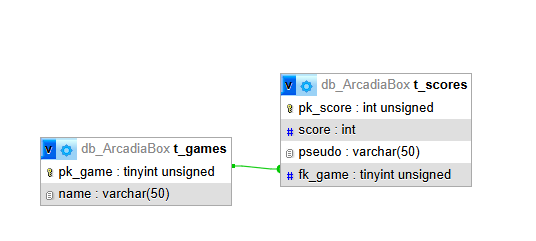 v db_ArcadiaBox t_scores
pk_score : int unsigned
# score : int
pseudo : varchar(50)
# fk_game : tinyint unsigned
v db_ArcadiaBox t_games
pk_game : tinyint unsigned
name : varchar(50)